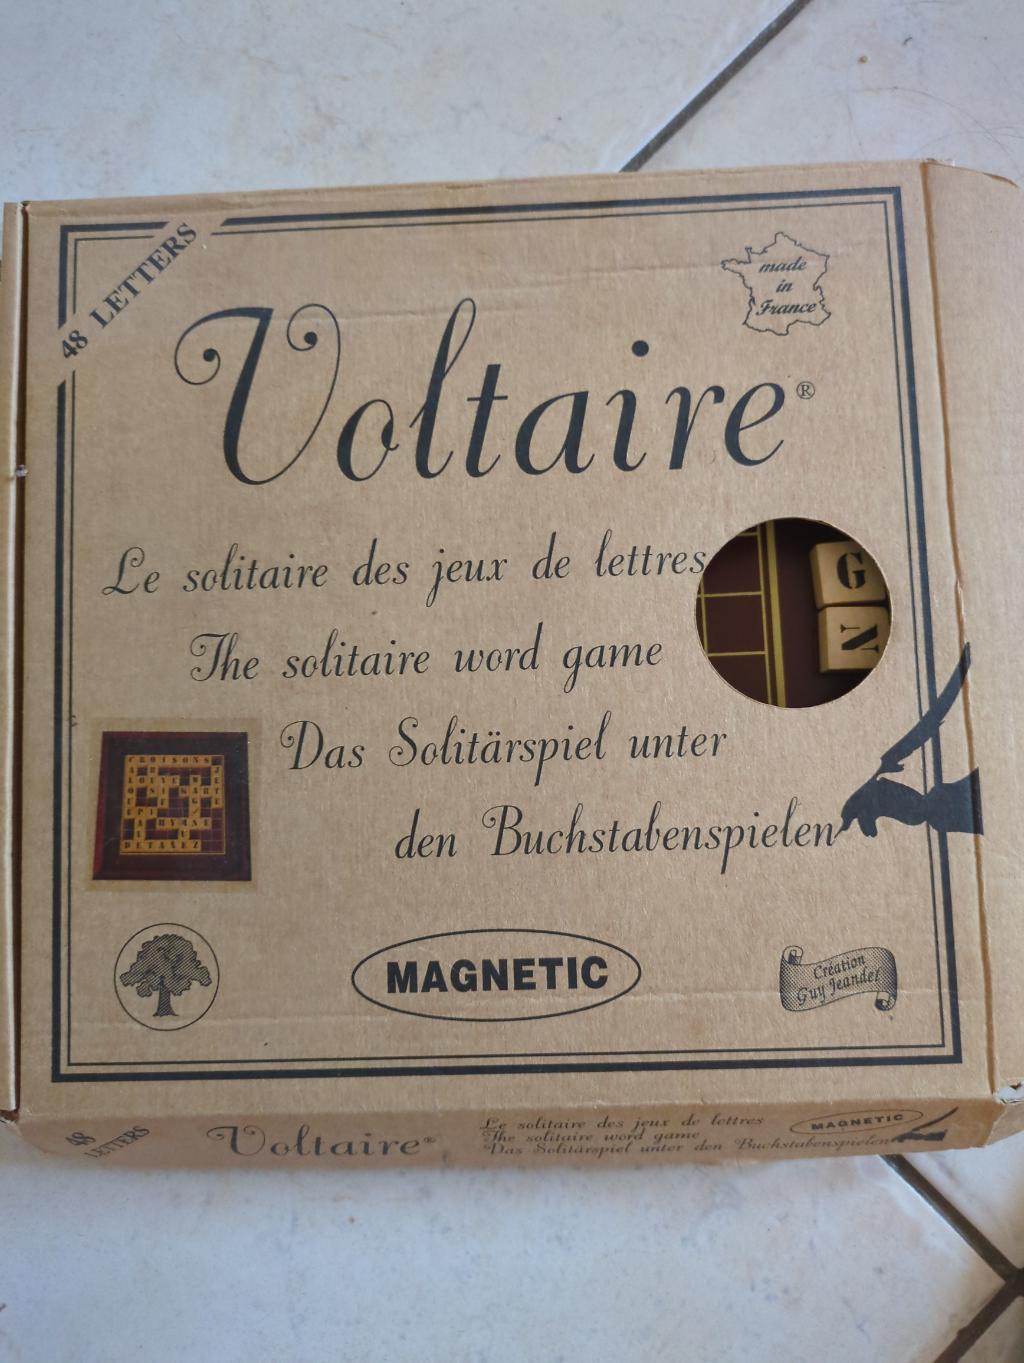 48 LETTERS
made
in
France
Voltaire®
Le solitaire des jeux de lettres
The solitaire word game
G
N
Das Solitärspiel unter
den Buchstabenspielen
CROISONS
DETALEZ
MAGNETIC
Création
Guy Jeandel
48
LETTERS
Voltaire®
Le solitaire des jeux de lettres
The solitaire word game
Das Solitärspiel unter den Buchstabenspielen
MAGNETIC